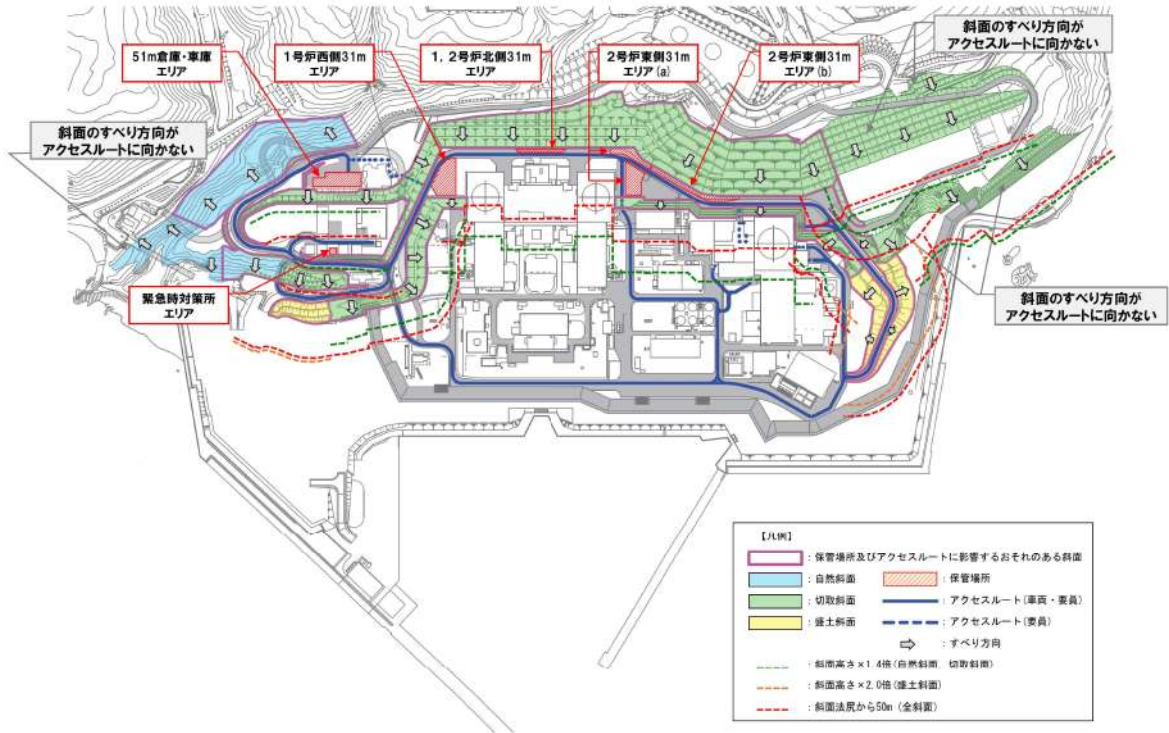 斜面のすべり方向が
アクセスルートに向かない
51m倉庫・車庫
エリア
1号炉西側31m
エリア
1,2号炉北側31m
エリア
2号炉東側31m
エリア(a)
2号炉東側31m
エリア(b)
斜面のすべり方向が
アクセスルートに向かない
緊急時対策所
エリア
斜面のすべり方向が
アクセスルートに向かない
【凡例】
:保管場所及びアクセスルートに影響するおそれのある斜面
:自然斜面
:保管場所
:切取斜面
:アクセスルート(車両・要員)
:盛土斜面
:アクセスルート(要員)
:すべり方向
:斜面高さ×1.4倍(自然斜面,切取斜面)
:斜面高さ×2.0倍(盛土斜面)
:斜面法尻から50m(全斜面)